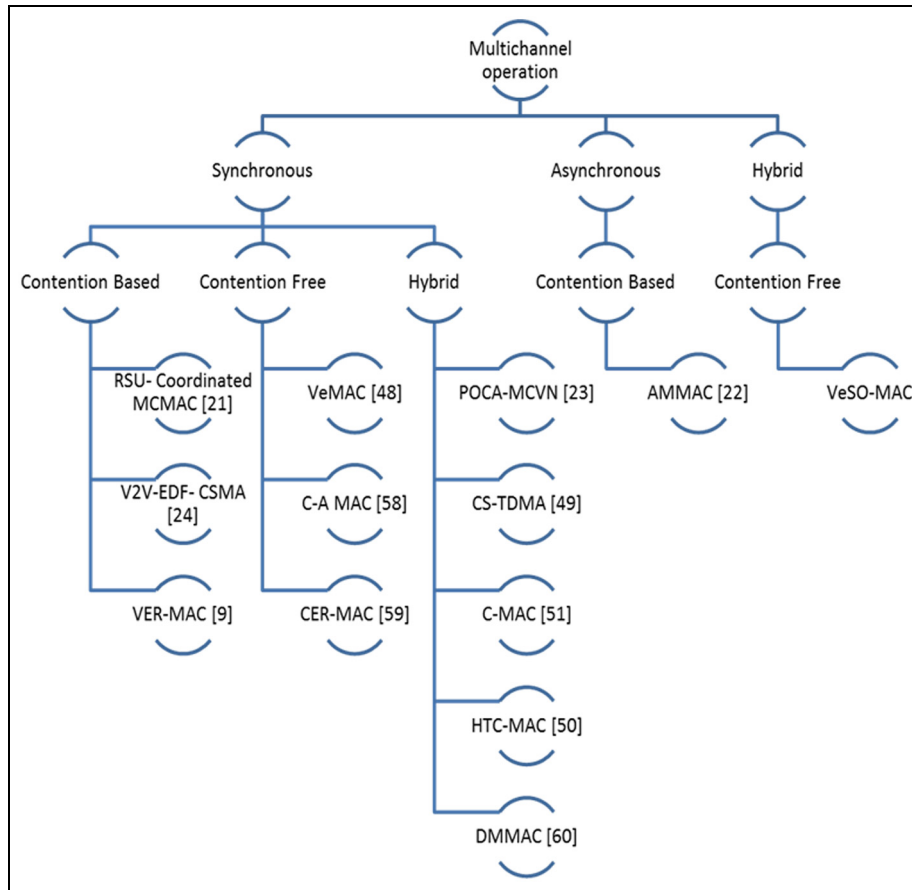 Multichannel
operation
Synchronous
Asynchronous
Hybrid
Contention Based
Contention Free
Hybrid
Contention Based
Contention Free
RSU- Coordinated
MCMAC [21]
VeMAC [48]
POCA-MCVN [23]
AMMAC [22]
VeSO-MAC
V2V-EDF- CSMA
[24]
C-A MAC [58]
CS-TDMA [49]
VER-MAC [9]
CER-MAC [59]
C-MAC [51]
HTC-MAC [50]
DMMAC [60]